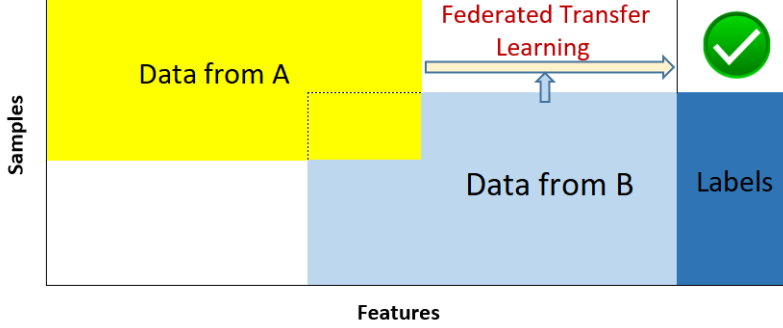 Federated Transfer
Learning
Data from A
Samples
Data from B
Labels
Features